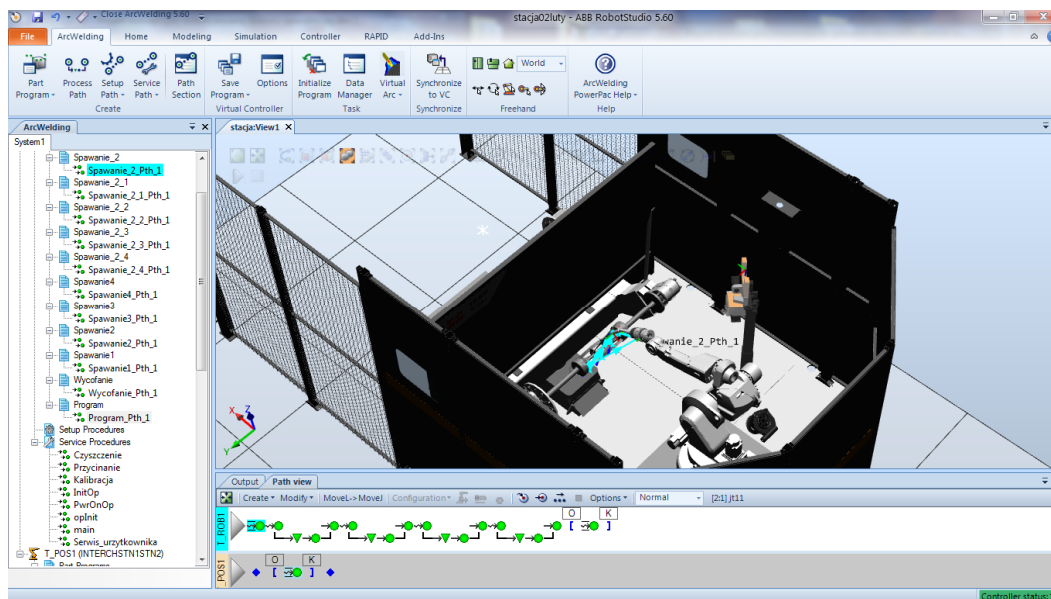 Close ArcWelding 5.60
stacja02luty - ABB RobotStudio 5.60
File ArcWelding Home Modeling Simulation Controller RAPID Add-Ins
Part Program Process Path Setup Path Service Path Path Section Save Program Options Initialize Program Data Manager Virtual Arc Synchronize to VC World ArcWelding PowerPac Help
Create Virtual Controller Task Synchronize Freehand Help
ArcWelding
stacja:View1
System1
Spawanie_2
Spawanie_2_Pth_1
Spawanie_2_1
Spawanie_2_1_Pth_1
Spawanie_2_2
Spawanie_2_2_Pth_1
Spawanie_2_3
Spawanie_2_3_Pth_1
Spawanie_2_4
Spawanie_2_4_Pth_1
Spawanie4
Spawanie4_Pth_1
Spawanie3
Spawanie3_Pth_1
Spawanie2
Spawanie2_Pth_1
Spawanie1
Spawanie1_Pth_1
Wycofanie
Wycofanie_Pth_1
Program
Program_Pth_1
Setup Procedures
Service Procedures
Czyszczenie
Przycinanie
Kalibracja
InitOp
PwrOnOp
opInit
main
Serwis_urzytkownika
T_POS1 (INTERCHSTN1STN2)
Part Programs
wanie_2_Pth_1
X Z
Y
Output Path view
Create Modify MoveL->MoveJ Configuration Options Normal [2:1] jt11
T_ROB1
O K
[ ]
_POS1
O K
[ ]
Controller status: